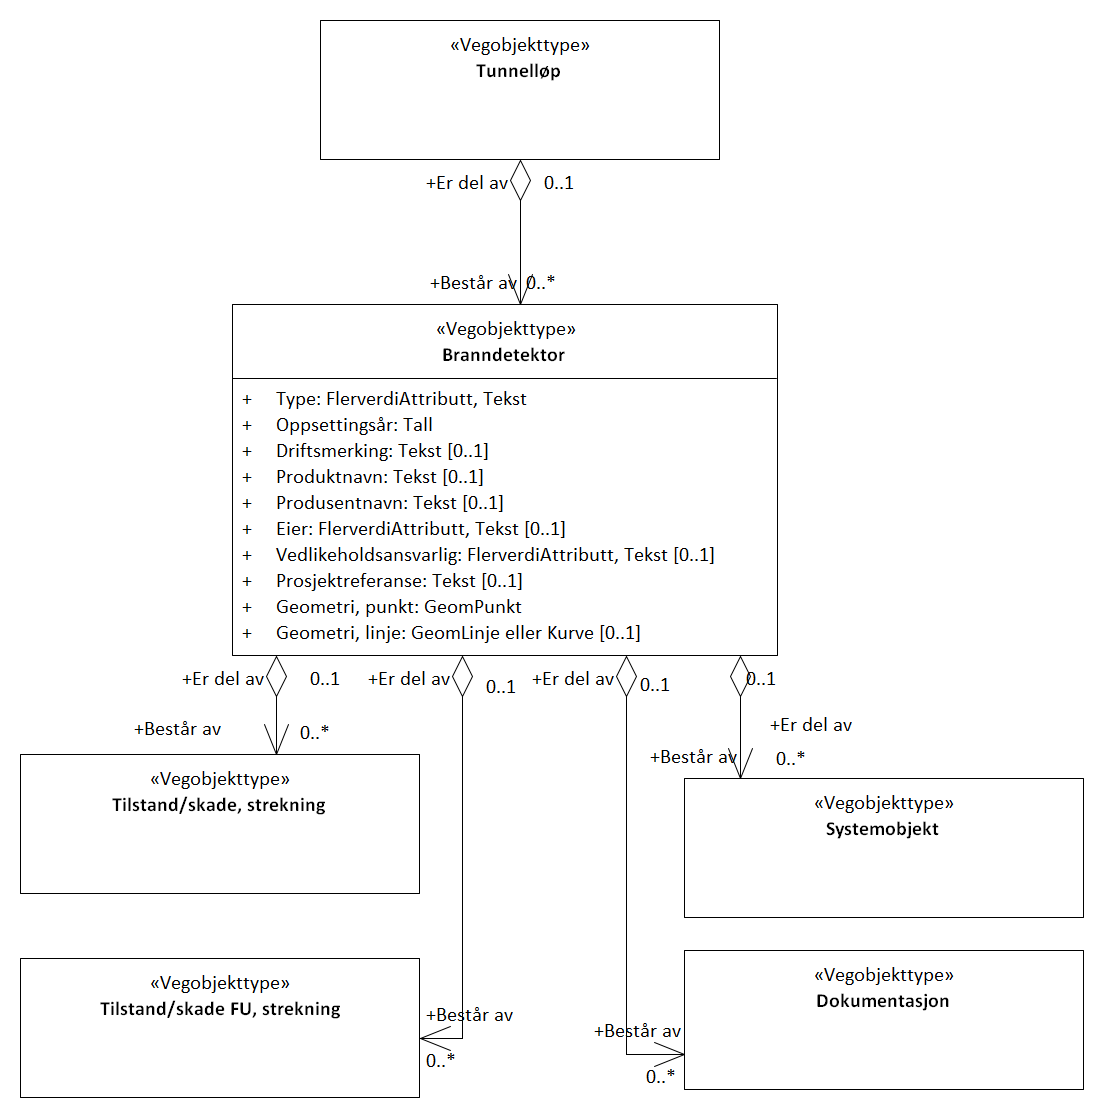 «Vegobjekttype»
Tunnelløp
+Er del av
0..1
+Består av
0..*
«Vegobjekttype»
Branndetektor
+ Type: FlerverdiAttributt, Tekst
+ Oppsettingsår: Tall
+ Driftsmerking: Tekst [0..1]
+ Produktnavn: Tekst [0..1]
+ Produsentnavn: Tekst [0..1]
+ Eier: FlerverdiAttributt, Tekst [0..1]
+ Vedlikeholdsansvarlig: FlerverdiAttributt, Tekst [0..1]
+ Prosjektreferanse: Tekst [0..1]
+ Geometri, punkt: GeomPunkt
+ Geometri, linje: GeomLinje eller Kurve [0..1]
+Er del av
0..1
+Er del av
0..1
+Er del av
0..1
0..1
+Er del av
+Består av
0..*
+Består av
0..*
«Vegobjekttype»
Tilstand/skade, strekning
«Vegobjekttype»
Systemobjekt
«Vegobjekttype»
Tilstand/skade FU, strekning
+Består av
0..*
«Vegobjekttype»
Dokumentasjon
+Består av
0..*